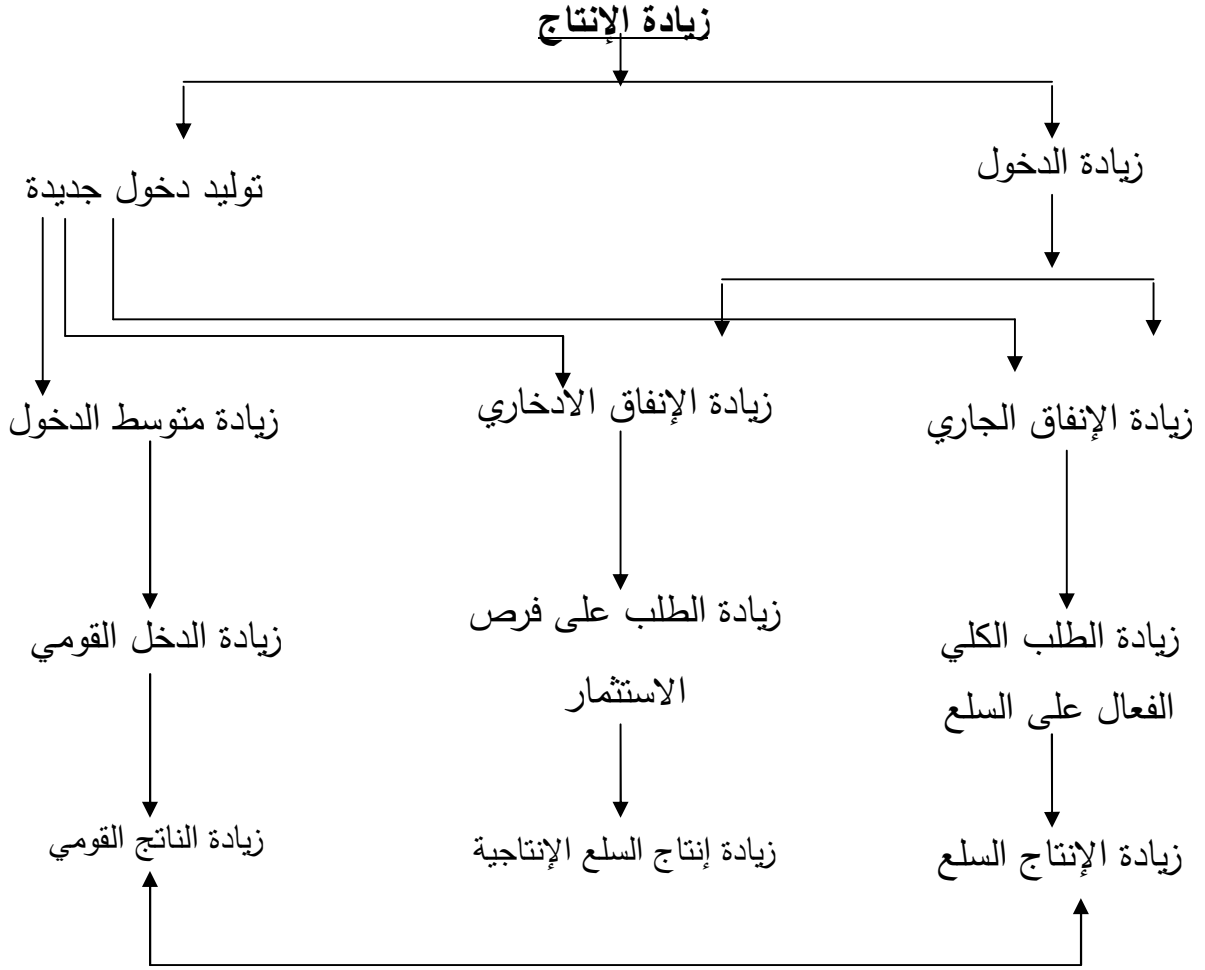 زيادة الإنتاج
زيادة الدخول
توليد دخول جديدة
زيادة الإنفاق الجاري
زيادة الإنفاق الادخاري
زيادة متوسط الدخول
زيادة الطلب الكلي
الفعال على السلع
زيادة الطلب على فرص
الاستثمار
زيادة الدخل القومي
زيادة الإنتاج السلع
زيادة إنتاج السلع الإنتاجية
زيادة الناتج القومي